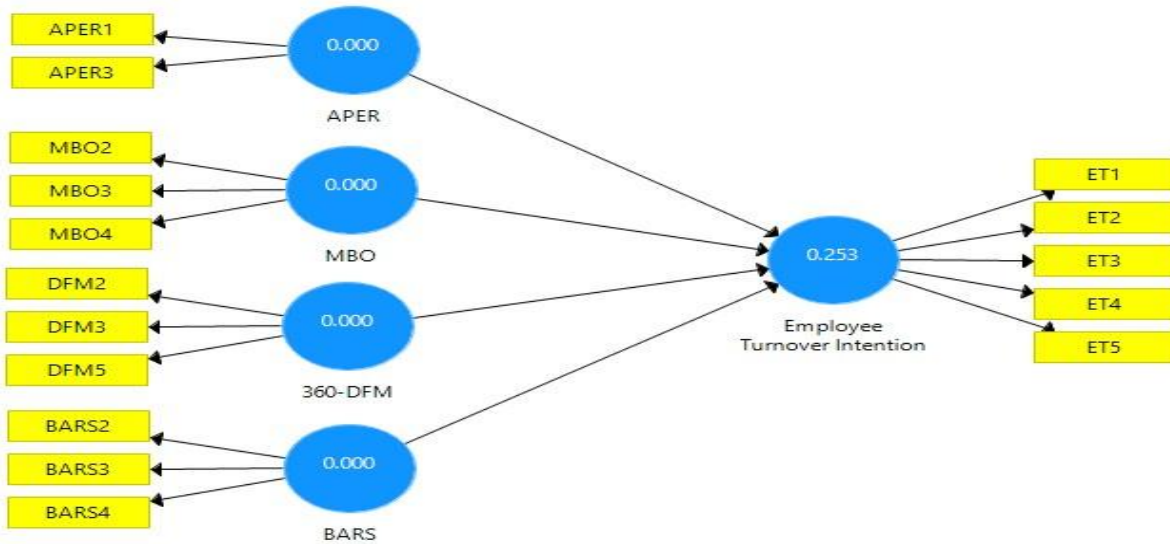 APER1
APER3
0.000
APER
MBO2
MBO3
MBO4
0.000
MBO
DFM2
DFM3
DFM5
0.000
360-DFM
BARS2
BARS3
BARS4
0.000
BARS
0.253
Employee
Turnover Intention
ET1
ET2
ET3
ET4
ET5